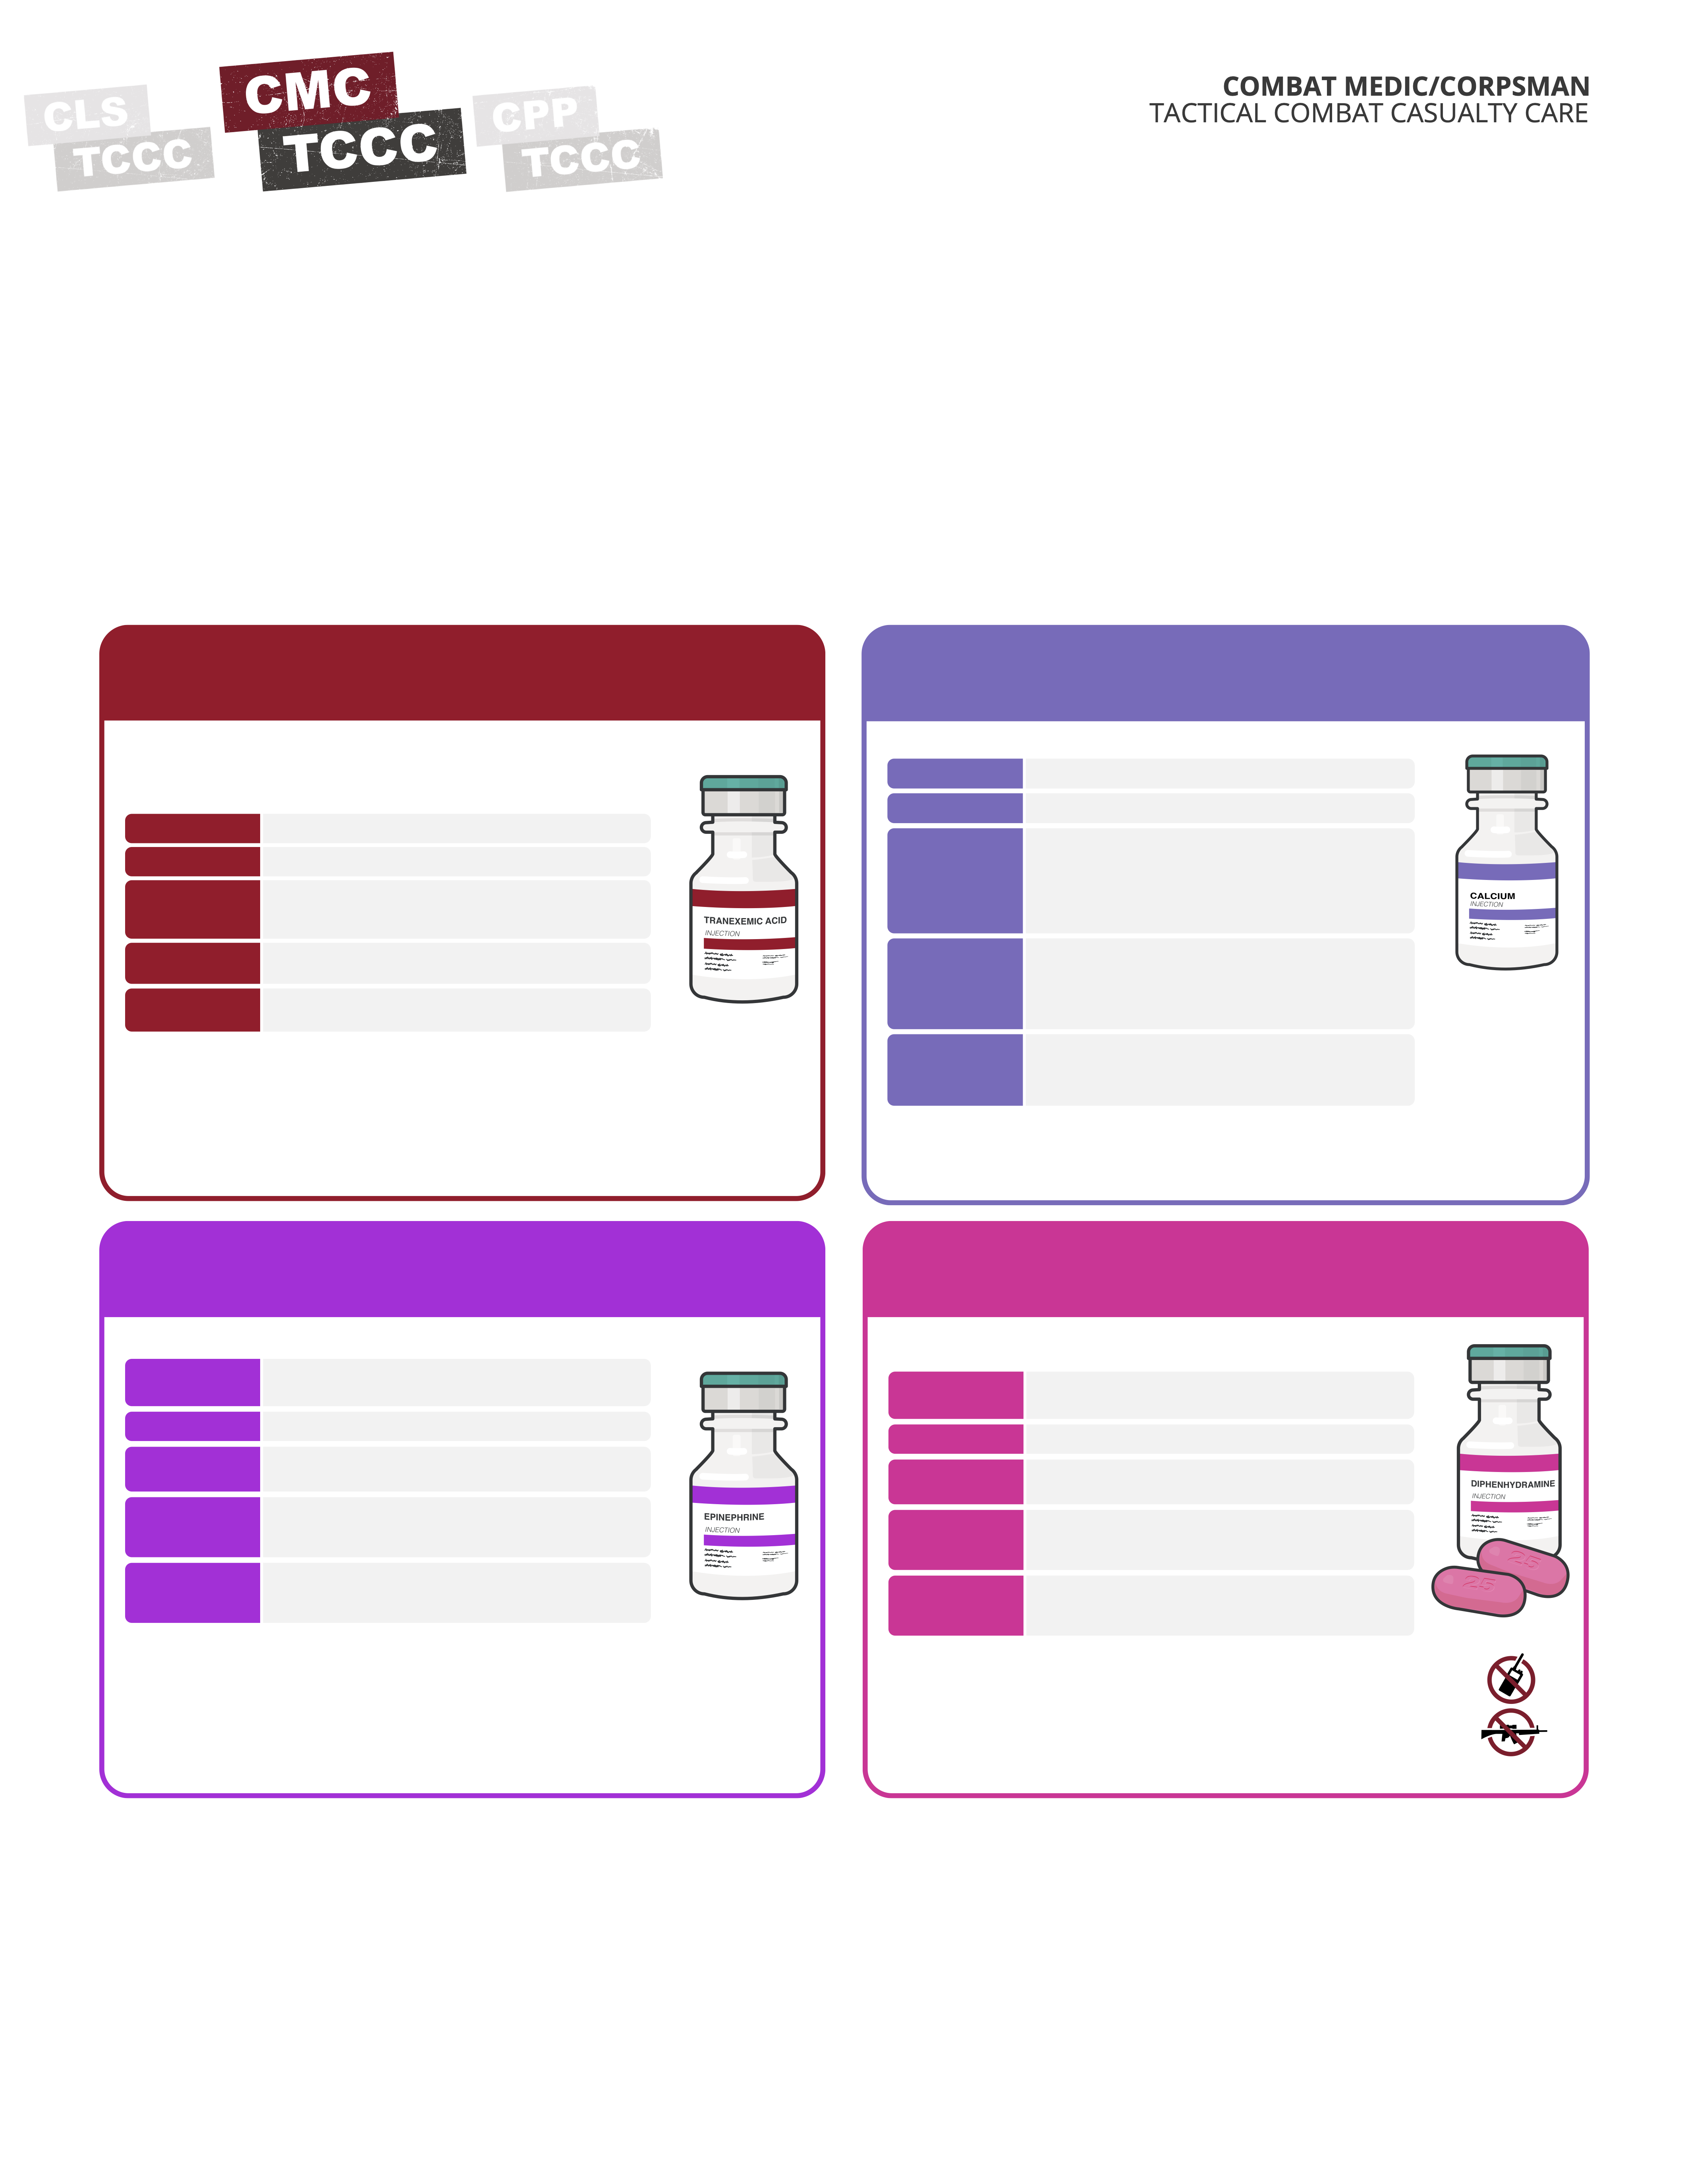 CLS
TCCC
CMC
TCCC
CPP
TCCC
COMBAT MEDIC/CORPSMAN
TACTICAL COMBAT CASUALTY CARE
TRANEXEMIC ACID
INJECTION
CALCIUM
INJECTION
EPINEPHRINE
INJECTION
DIPHENHYDRAMINE
INJECTION
25
25